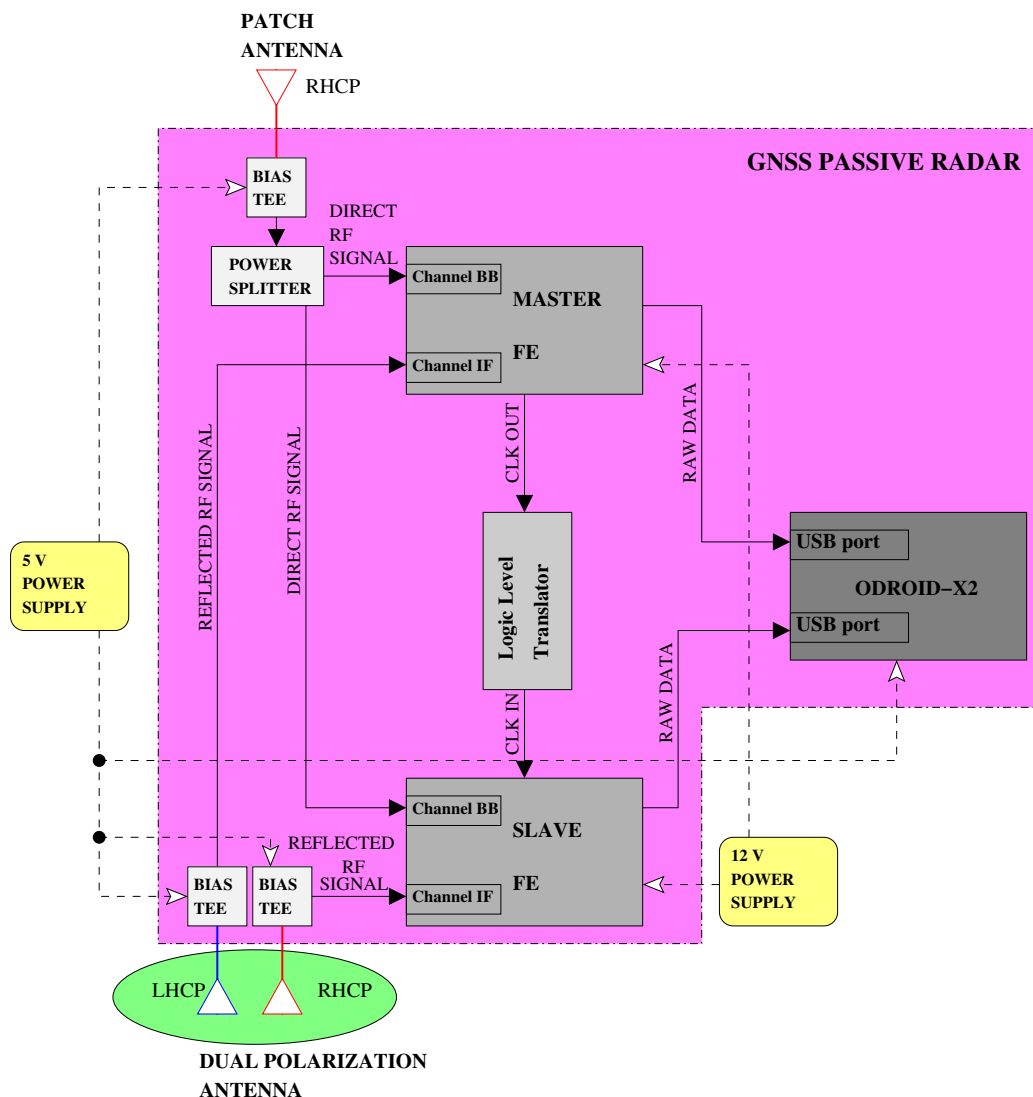 PATCH
ANTENNA
RHCP
GNSS PASSIVE RADAR
BIAS
TEE
DIRECT
RF
SIGNAL
POWER
SPLITTER
Channel BB
MASTER
FE
Channel IF
REFLECTED RF SIGNAL
DIRECT RF SIGNAL
CLK OUT
RAW DATA
5 V
POWER
SUPPLY
Logic Level
Translator
USB port
ODROID−X2
USB port
CLK IN
RAW DATA
Channel BB
SLAVE
FE
Channel IF
REFLECTED
RF
SIGNAL
BIAS
TEE
BIAS
TEE
12 V
POWER
SUPPLY
LHCP
RHCP
DUAL POLARIZATION
ANTENNA